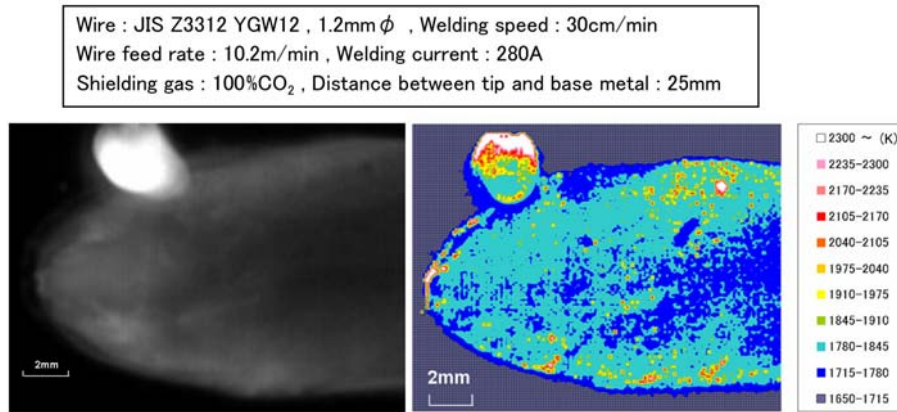 Wire : JIS Z3312 YGW12 , 1.2mm ϕ , Welding speed : 30cm/min
Wire feed rate : 10.2m/min , Welding current : 280A
Shielding gas : 100%CO₂ , Distance between tip and base metal : 25mm
2mm
2mm
2300 ~ (K)
2235-2300
2170-2235
2105-2170
2040-2105
1975-2040
1910-1975
1845-1910
1780-1845
1715-1780
1650-1715